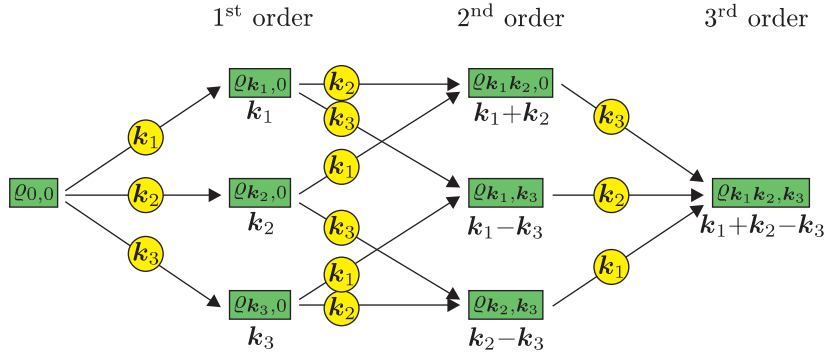 1st order 2nd order 3rd order
ϱk1,0 k2 ϱk1k2,0
k1 k1+k2
k1 k3 k3
k1
ϱ0,0 k2 ϱk2,0 ϱk1,k3 k2 ϱk1k2,k3
k2 k1−k3 k1+k2−k3
k3 k1 k1
ϱk3,0 k2 ϱk2,k3
k3 k2−k3